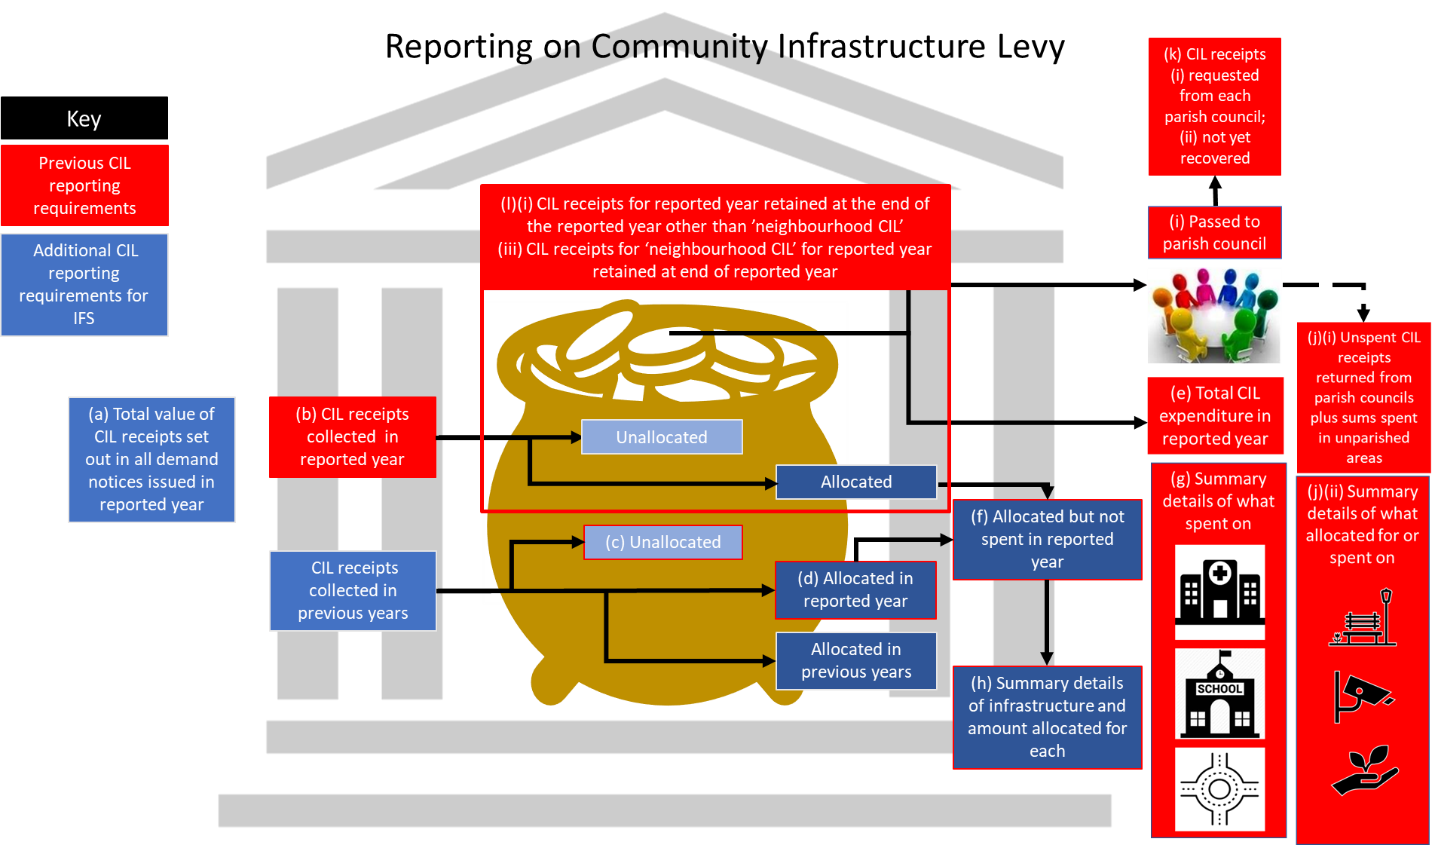 Reporting on Community Infrastructure Levy
Key
Previous CIL
reporting
requirements
Additional CIL
reporting
requirements for
IFS
(a) Total value of
CIL receipts set
out in all demand
notices issued in
reported year
(b) CIL receipts
collected in
reported year
CIL receipts
collected in
previous years
(l)(i) CIL receipts for reported year retained at the end of
the reported year other than ’neighbourhood CIL’
(iii) CIL receipts for ‘neighbourhood CIL’ for reported year
retained at end of reported year
Unallocated
Allocated
(c) Unallocated
(d) Allocated in
reported year
Allocated in
previous years
(f) Allocated but not
spent in reported
year
(h) Summary details
of infrastructure and
amount allocated for
each
(k) CIL receipts
(i) requested
from each
parish council;
(ii) not yet
recovered
(i) Passed to
parish council
(e) Total CIL
expenditure in
reported year
(g) Summary
details of what
spent on
SCHOOL
(j)(i) Unspent CIL
receipts
returned from
parish councils
plus sums spent
in unparished
areas
(j)(ii) Summary
details of what
allocated for or
spent on